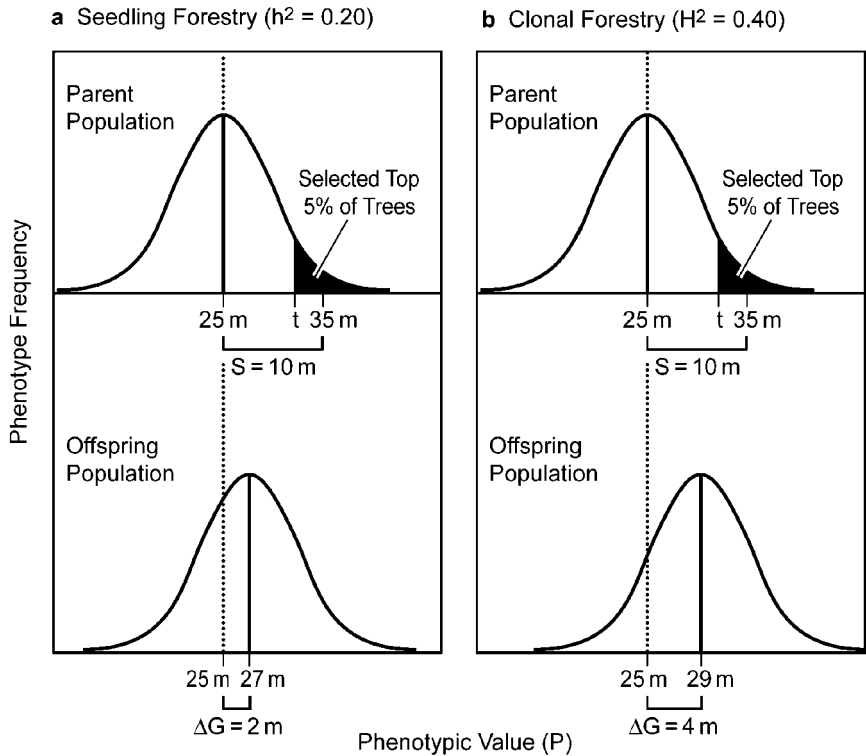 a Seedling Forestry (h² = 0.20)
Parent
Population
Selected Top
5% of Trees
25 m
t
35 m
S = 10 m
Offspring
Population
25 m
27 m
ΔG = 2 m
b Clonal Forestry (H² = 0.40)
Parent
Population
Selected Top
5% of Trees
25 m
t
35 m
S = 10 m
Offspring
Population
25 m
29 m
ΔG = 4 m
Phenotype Frequency
Phenotypic Value (P)